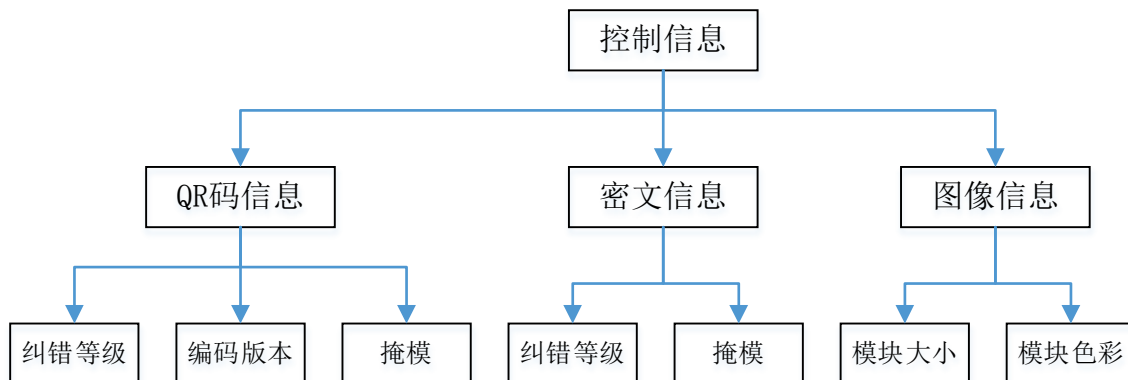 控制信息
QR码信息
密文信息
图像信息
纠错等级
编码版本
掩模
纠错等级
掩模
模块大小
模块色彩